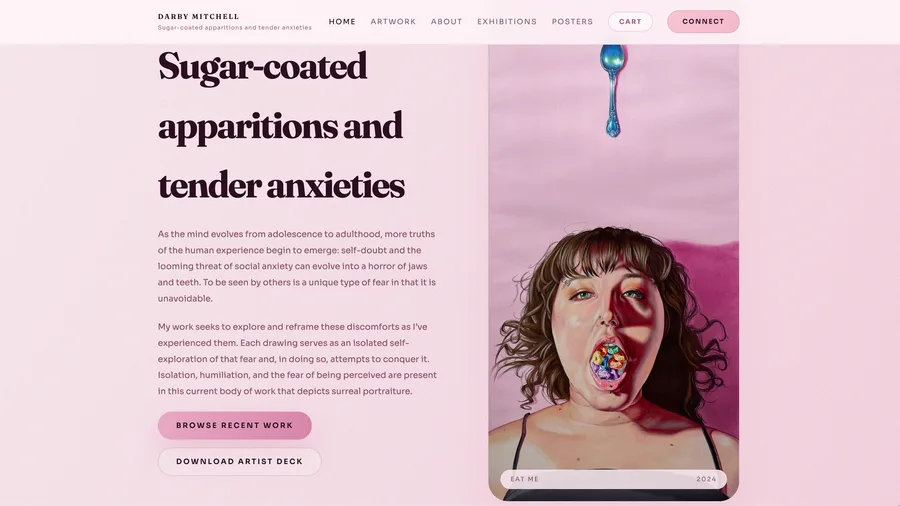 DARBY MITCHELL
Sugar-coated apparitions and tender anxieties
HOME ARTWORK ABOUT EXHIBITIONS POSTERS CART CONNECT
Sugar-coated
apparitions and
tender anxieties
As the mind evolves from adolescence to adulthood, more truths
of the human experience begin to emerge: self-doubt and the
looming threat of social anxiety can evolve into a horror of jaws
and teeth. To be seen by others is a unique type of fear in that it is
unavoidable.
My work seeks to explore and reframe these discomforts as I've
experienced them. Each drawing serves as an isolated self-
exploration of that fear and, in doing so, attempts to conquer it.
Isolation, humiliation, and the fear of being perceived are present
in this current body of work that depicts surreal portraiture.
BROWSE RECENT WORK
DOWNLOAD ARTIST DECK
EAT ME 2024